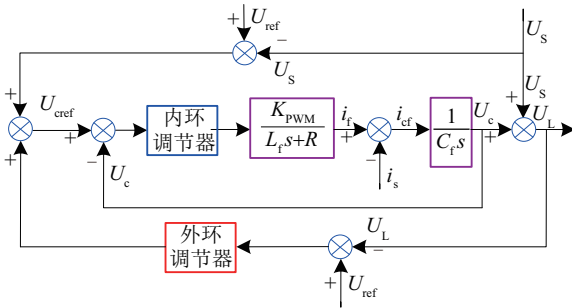 + U_ref
−
U_S
U_S
+
U_cref
+
+
−
U_c
内环
调节器
K_PWM
L_f s+R
i_f
+
−
i_s
i_cf
1
C_f s
U_c
+
+
U_S
U_L
外环
调节器
U_L
−
+ U_ref